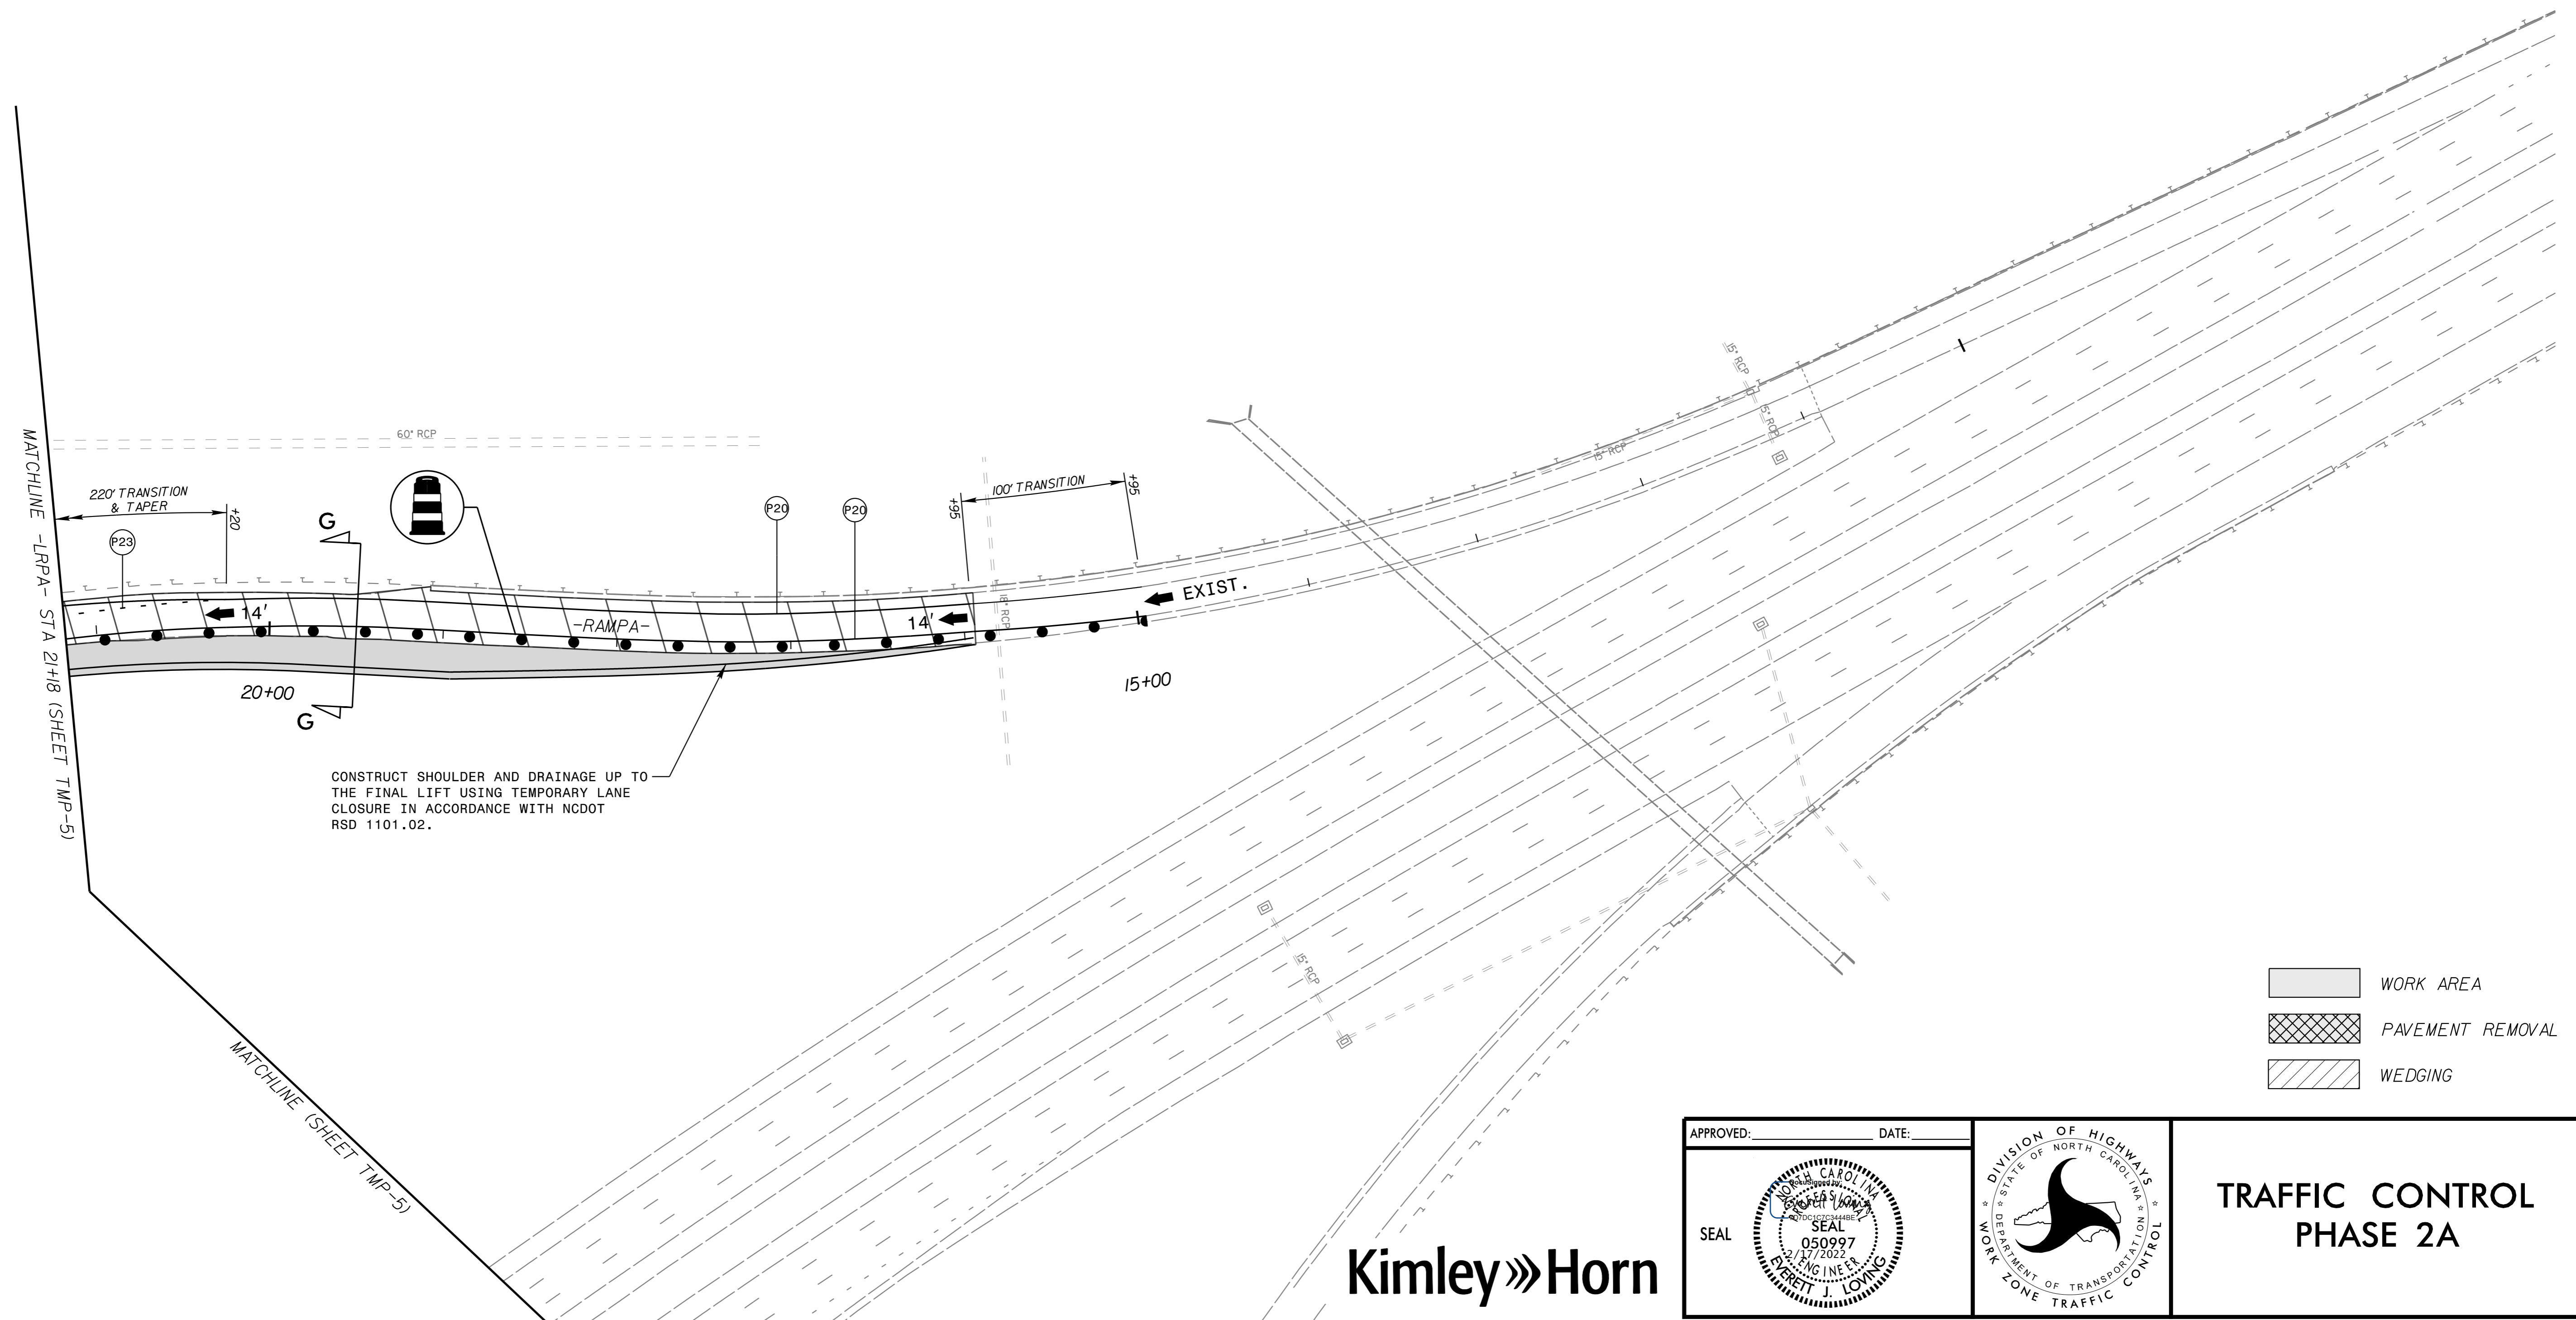 MATCHLINE -LRPA- STA 21+18 (SHEET TMP-5)
60" RCP
220' TRANSITION
& TAPER
+20
P23
G
P20
P20
+95
100' TRANSITION
+95
15" RCP
15" RCP
15" RCP
18" RCP
EXIST.
14'
-RAMPA-
14'
20+00
G
15+00
CONSTRUCT SHOULDER AND DRAINAGE UP TO
THE FINAL LIFT USING TEMPORARY LANE
CLOSURE IN ACCORDANCE WITH NCDOT
RSD 1101.02.
15" RCP
MATCHLINE (SHEET TMP-5)
WORK AREA
PAVEMENT REMOVAL
WEDGING
Kimley»Horn
APPROVED: DATE:
SEAL
NORTH CAROLINA
DocuSigned by:
PROFESSIONAL
SEAL
050997
2/17/2022
ENGINEER
EVERETT J. LOVING
DIVISION OF HIGHWAYS
STATE OF NORTH CAROLINA
DEPARTMENT OF TRANSPORTATION
WORK ZONE TRAFFIC CONTROL
TRAFFIC CONTROL
PHASE 2A